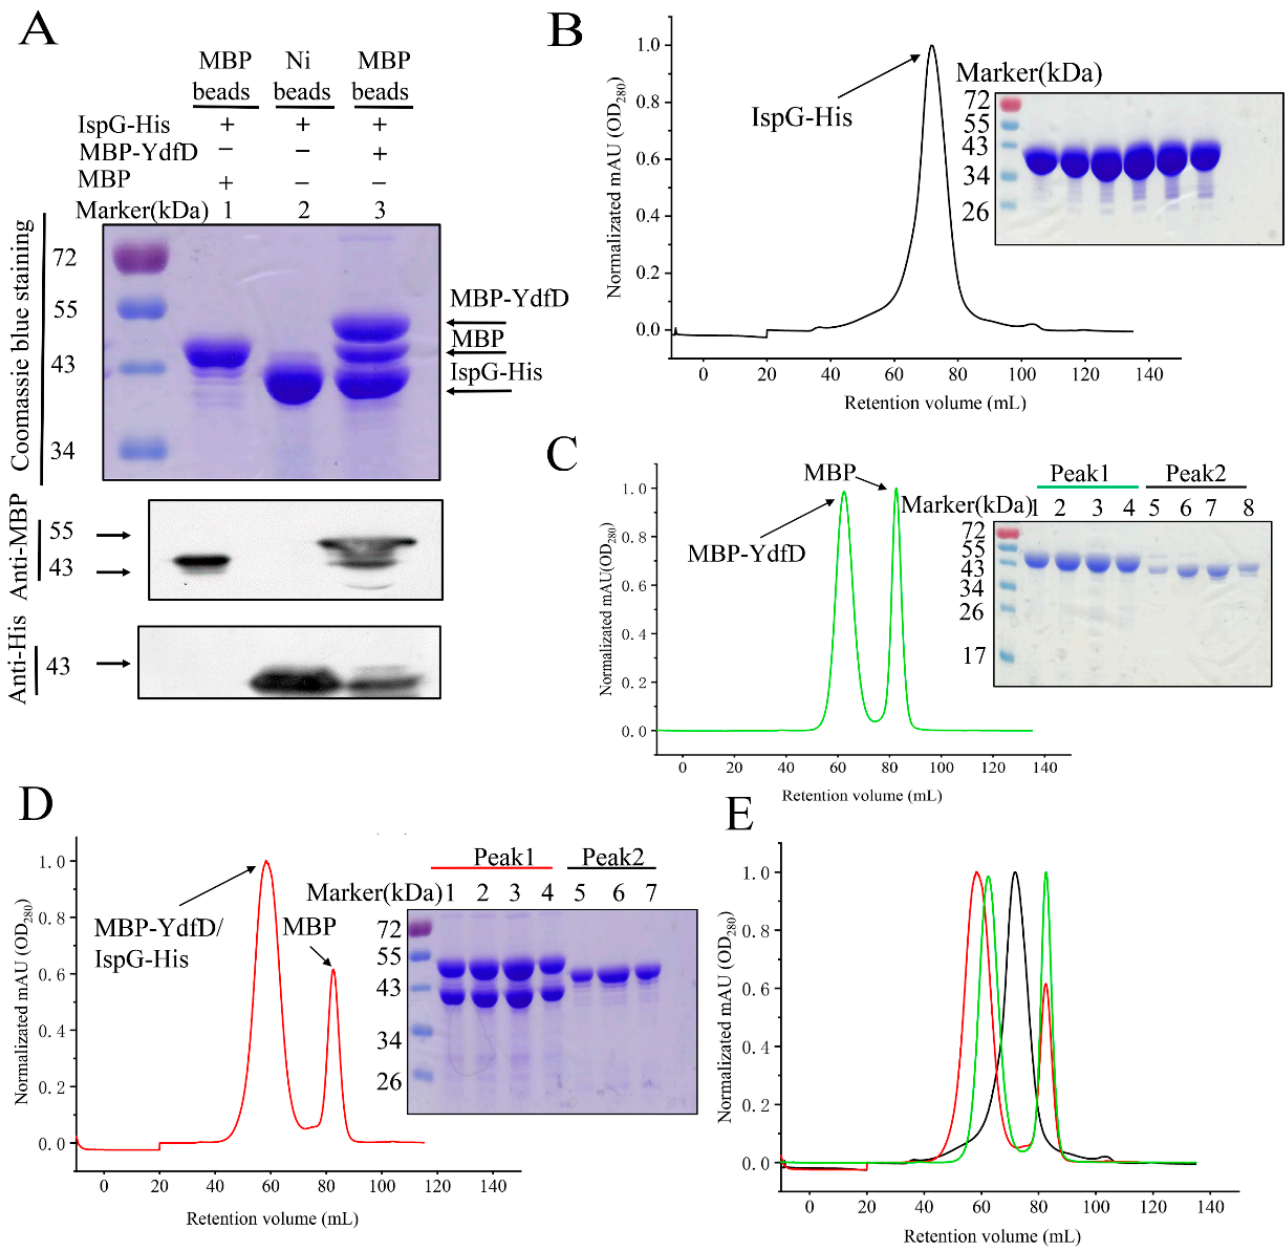 A
MBP Ni MBP
beads beads beads
IspG-His + + +
MBP-YdfD – – +
MBP + – –
Marker(kDa) 1 2 3
Coomassie blue staining
72
55
43
34
MBP-YdfD
MBP
IspG-His
Anti-MBP
55
43
Anti-His
43
B
Normalizated mAU (OD280)
1.0
0.8
0.6
0.4
0.2
0.0
0 20 40 60 80 100 120 140
Retention volume (mL)
IspG-His
Marker(kDa)
72
55
43
34
26
C
Normalizated mAU(OD280)
1.0
0.8
0.6
0.4
0.2
0.0
0 20 40 60 80 100 120 140
Retention volume (mL)
MBP
MBP-YdfD
Peak1 Peak2
Marker(kDa) 1 2 3 4 5 6 7 8
72
55
43
34
26
17
D
Normalizated mAU (OD280)
1.0
0.8
0.6
0.4
0.2
0.0
0 20 40 60 80 100 120 140
Retention volume (mL)
MBP-YdfD/
IspG-His
MBP
Peak1 Peak2
Marker(kDa) 1 2 3 4 5 6 7
72
55
43
34
26
E
Normalizated mAU (OD280)
1.0
0.8
0.6
0.4
0.2
0.0
0 20 40 60 80 100 120 140
Retention volume (mL)